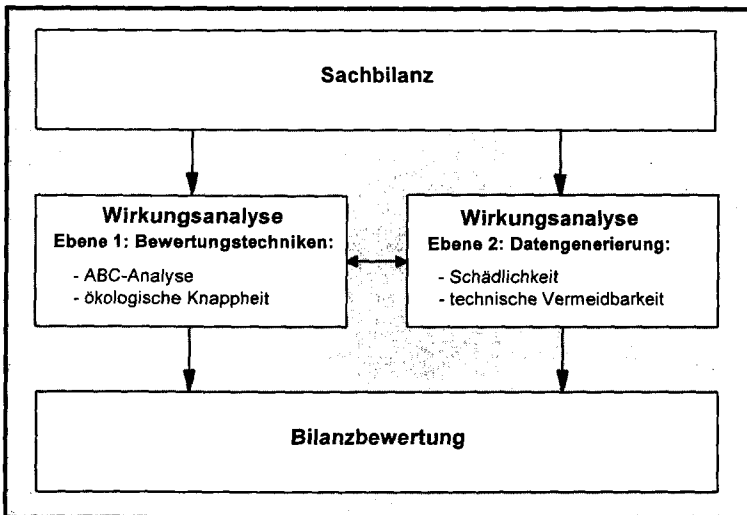 Sachbilanz
Wirkungsanalyse
Ebene 1: Bewertungstechniken:
- ABC-Analyse
- ökologische Knappheit
Wirkungsanalyse
Ebene 2: Datengenerierung:
- Schädlichkeit
- technische Vermeidbarkeit
Bilanzbewertung